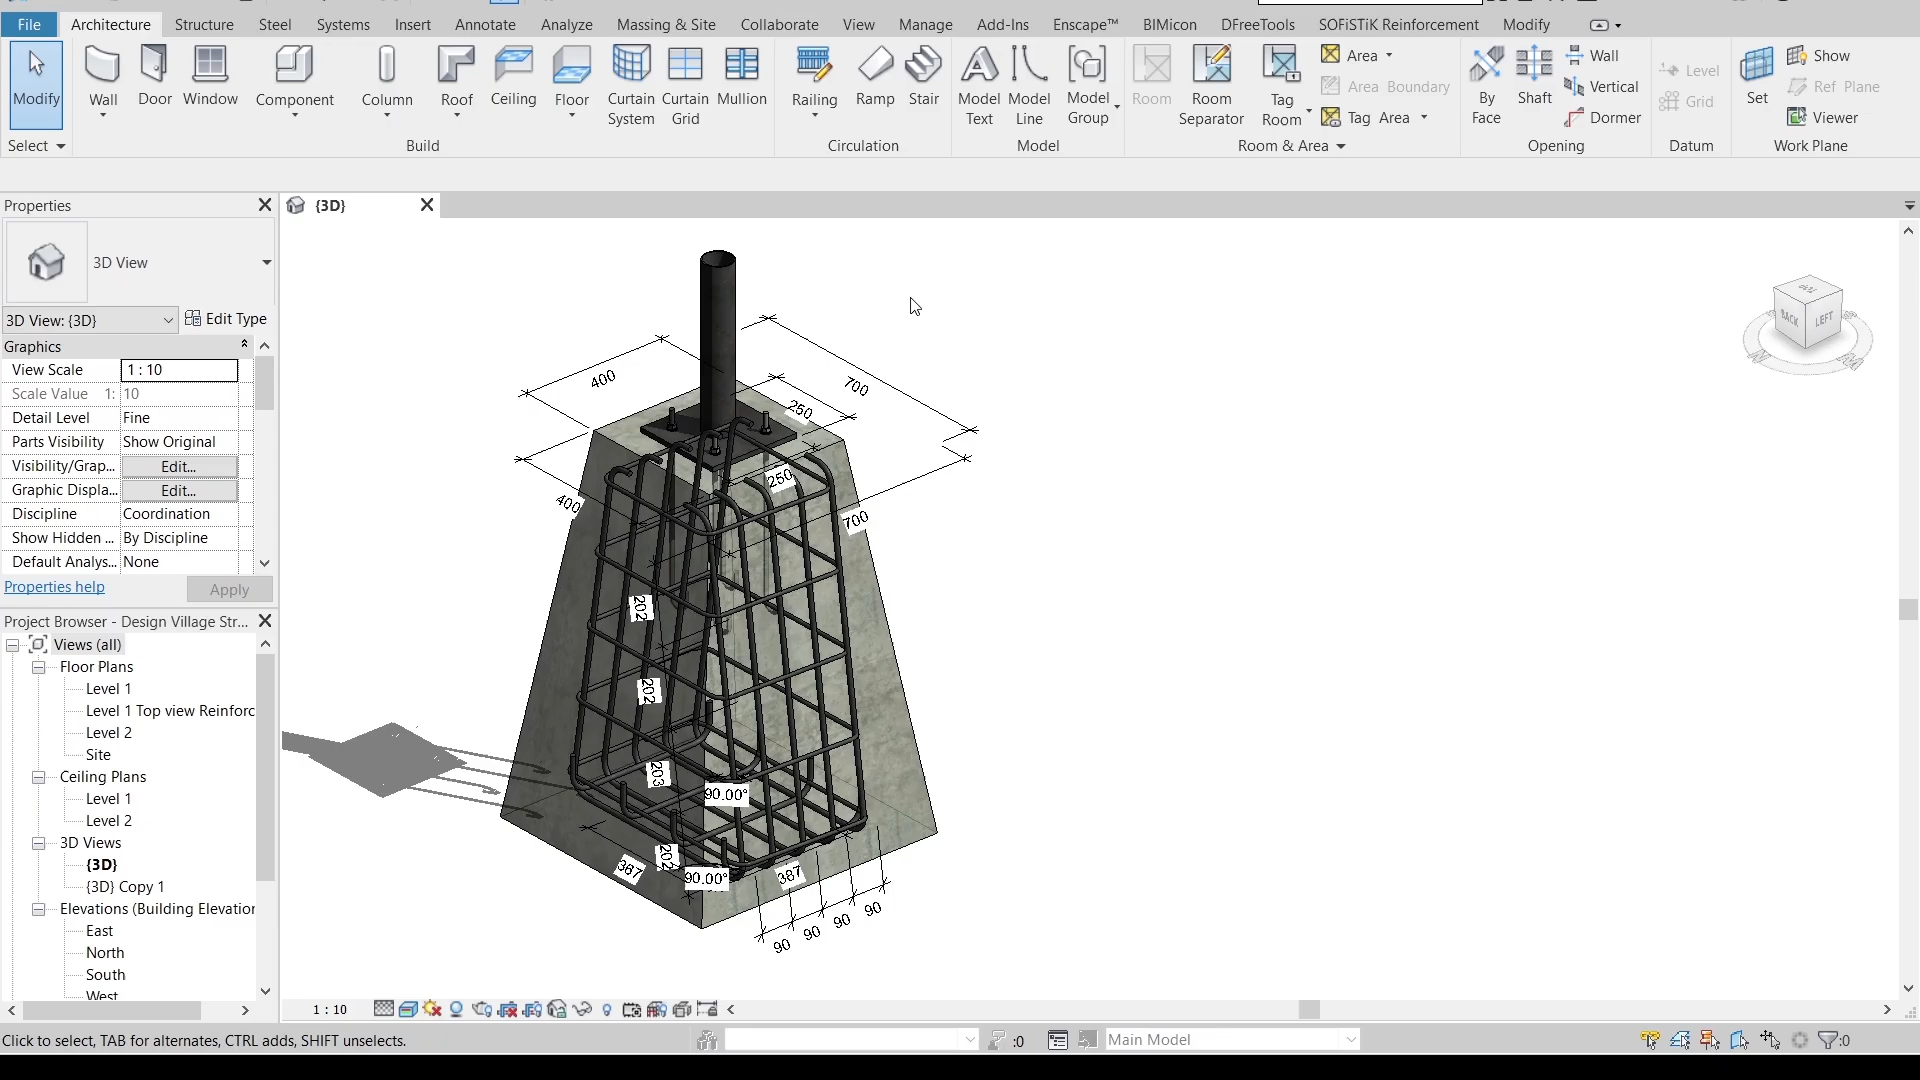 File Architecture Structure Steel Systems Insert Annotate Analyze Massing & Site Collaborate View Manage Add-Ins Enscape™ BIMicon DFreeTools SOFiSTiK Reinforcement Modify
Modify Wall Door Window Component Column Roof Ceiling Floor Curtain System Curtain Grid Mullion Railing Ramp Stair Model Text Model Line Model Group Room Room Separator Tag Room Area Area Boundary Tag Area By Face Shaft Wall Vertical Dormer Level Grid Set Show Ref Plane Viewer
Select Build Circulation Model Room & Area Opening Datum Work Plane
Properties
{3D}
3D View
3D View: {3D}
Edit Type
Graphics
View Scale 1 : 10
Scale Value 1: 10
Detail Level Fine
Parts Visibility Show Original
Visibility/Grap... Edit...
Graphic Displa... Edit...
Discipline Coordination
Show Hidden ... By Discipline
Default Analys... None
Properties help Apply
Project Browser - Design Village Str...
Views (all)
Floor Plans
Level 1
Level 1 Top view Reinforc
Level 2
Site
Ceiling Plans
Level 1
Level 2
3D Views
{3D}
{3D} Copy 1
Elevations (Building Elevation
East
North
South
West
400
700
250
250
400
700
202
202
203
90.00°
202
387
90.00°
387
90
90
90
90
BACK LEFT
TOP
1 : 10
Click to select, TAB for alternates, CTRL adds, SHIFT unselects.
:0
Main Model
:0